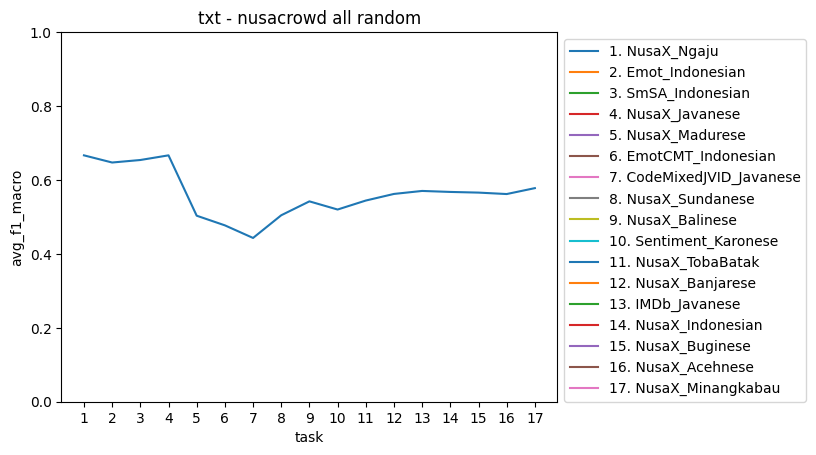 txt - nusacrowd all random
1.0
0.8
0.6
0.4
0.2
0.0
avg_f1_macro
1 2 3 4 5 6 7 8 9 10 11 12 13 14 15 16 17
task
1. NusaX_Ngaju
2. Emot_Indonesian
3. SmSA_Indonesian
4. NusaX_Javanese
5. NusaX_Madurese
6. EmotCMT_Indonesian
7. CodeMixedJVID_Javanese
8. NusaX_Sundanese
9. NusaX_Balinese
10. Sentiment_Karonese
11. NusaX_TobaBatak
12. NusaX_Banjarese
13. IMDb_Javanese
14. NusaX_Indonesian
15. NusaX_Buginese
16. NusaX_Acehnese
17. NusaX_Minangkabau